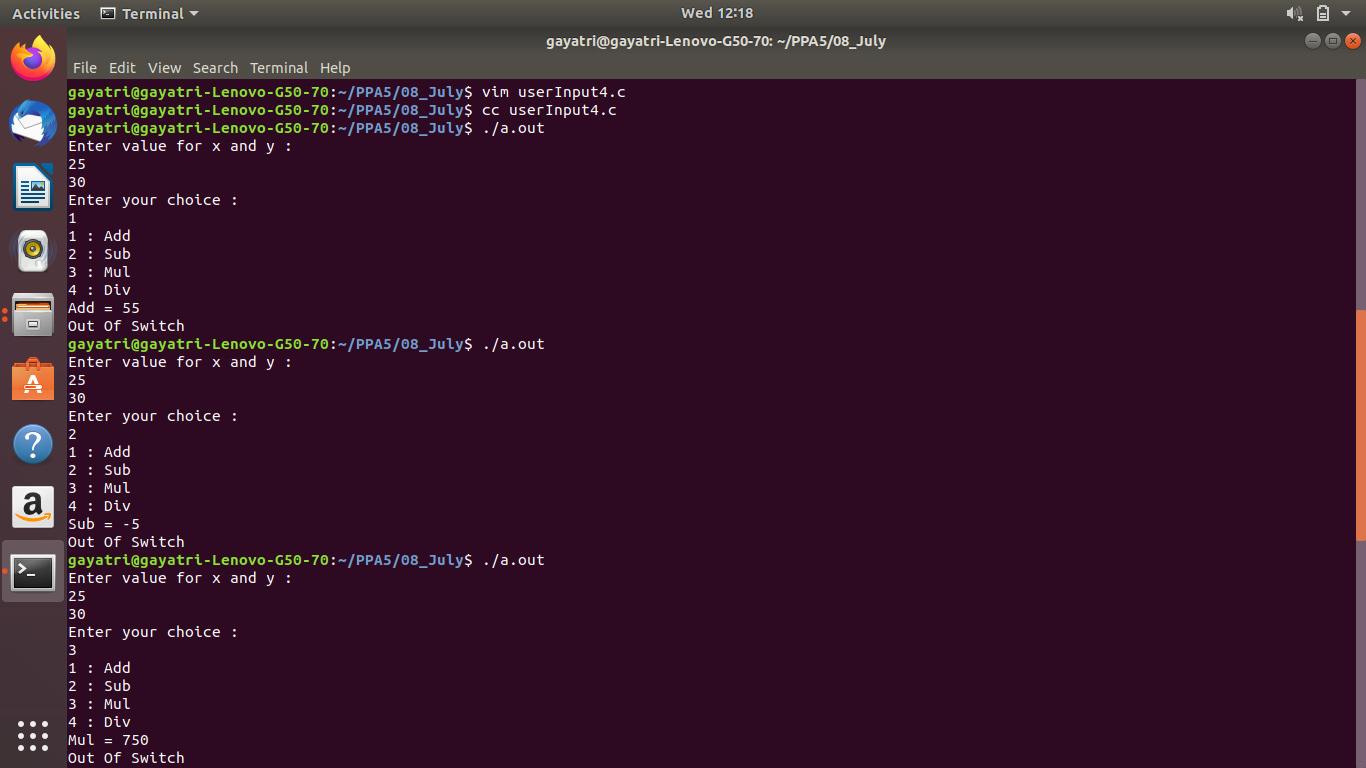 Activities Terminal Wed 12:18
gayatri@gayatri-Lenovo-G50-70: ~/PPA5/08_July
File Edit View Search Terminal Help
gayatri@gayatri-Lenovo-G50-70:~/PPA5/08_July$ vim userInput4.c
gayatri@gayatri-Lenovo-G50-70:~/PPA5/08_July$ cc userInput4.c
gayatri@gayatri-Lenovo-G50-70:~/PPA5/08_July$ ./a.out
Enter value for x and y :
25
30
Enter your choice :
1
1 : Add
2 : Sub
3 : Mul
4 : Div
Add = 55
Out Of Switch
gayatri@gayatri-Lenovo-G50-70:~/PPA5/08_July$ ./a.out
Enter value for x and y :
25
30
Enter your choice :
2
1 : Add
2 : Sub
3 : Mul
4 : Div
Sub = -5
Out Of Switch
gayatri@gayatri-Lenovo-G50-70:~/PPA5/08_July$ ./a.out
Enter value for x and y :
25
30
Enter your choice :
3
1 : Add
2 : Sub
3 : Mul
4 : Div
Mul = 750
Out Of Switch